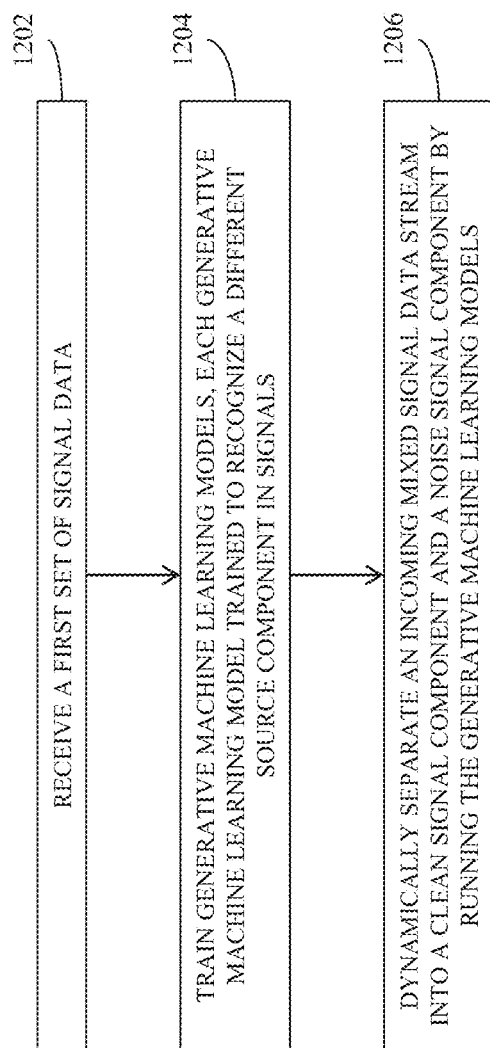 1202
RECEIVE A FIRST SET OF SIGNAL DATA
1204
TRAIN GENERATIVE MACHINE LEARNING MODELS, EACH GENERATIVE
MACHINE LEARNING MODEL TRAINED TO RECOGNIZE A DIFFERENT
SOURCE COMPONENT IN SIGNALS
1206
DYNAMICALLY SEPARATE AN INCOMING MIXED SIGNAL DATA STREAM
INTO A CLEAN SIGNAL COMPONENT AND A NOISE SIGNAL COMPONENT BY
RUNNING THE GENERATIVE MACHINE LEARNING MODELS